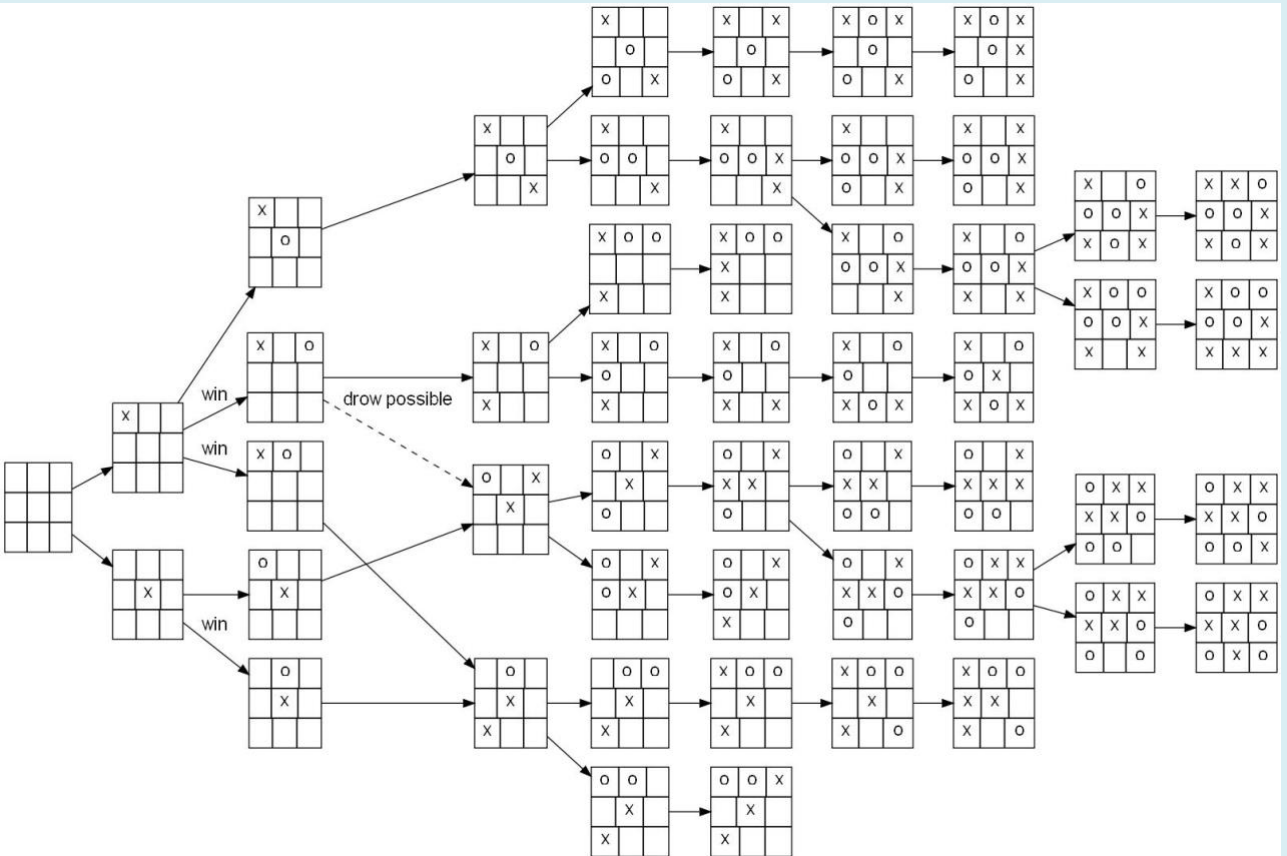 X X X X O X X O X
O O O O X
O X O X O X O X
X X X X X X
O O O O O X O O X O O X
X X X O X O X
X O X X O
X
O O X O O X
X O O X O O X O X O
O
X O X X O X
X O O X O O X
X X X X X
X O O X O O
O O X O O X
X O X O X O X O X O X O
X X X X X
O O O O X
win
drow possible
X X X X O X O X
X
win
X O
O X O X O X O X
O X
X X X X X X X X
O X X O X X
X
O O O O O O
X X O X X O
O O O O X
O O X O X O X O X X
X X O X O X X X O X X O
O X X O X X
X O O
win
X X O X X O
O O O X O
O O O O X O O X O O X O O
X X X X X X X
X X X X O X O
O O O O X
X X
X X